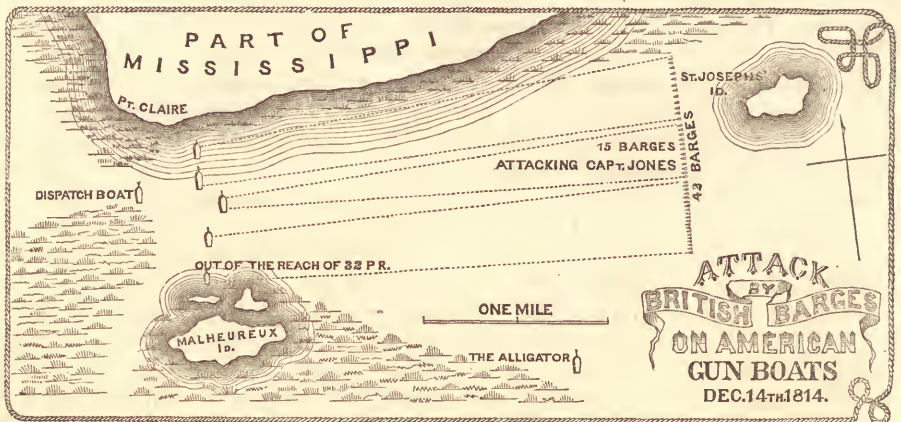 PART OF
MISSISSIPPI
PT. CLAIRE
ST. JOSEPHS'
ID.
15 BARGES
ATTACKING CAPT. JONES
42 BARGES
DISPATCH BOAT
OUT OF THE REACH OF 32 PR.
MALHEUREUX
ID.
ONE MILE
THE ALLIGATOR
ATTACK
BY
BRITISH BARGES
ON AMERICAN
GUN BOATS
DEC. 14TH. 1814.